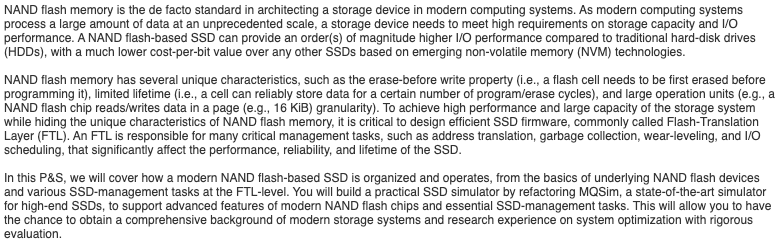 NAND flash memory is the de facto standard in architecting a storage device in modern computing systems. As modern computing systems
process a large amount of data at an unprecedented scale, a storage device needs to meet high requirements on storage capacity and I/O
performance. A NAND flash-based SSD can provide an order(s) of magnitude higher I/O performance compared to traditional hard-disk drives
(HDDs), with a much lower cost-per-bit value over any other SSDs based on emerging non-volatile memory (NVM) technologies.
NAND flash memory has several unique characteristics, such as the erase-before write property (i.e., a flash cell needs to be first erased before
programming it), limited lifetime (i.e., a cell can reliably store data for a certain number of program/erase cycles), and large operation units (e.g., a
NAND flash chip reads/writes data in a page (e.g., 16 KiB) granularity). To achieve high performance and large capacity of the storage system
while hiding the unique characteristics of NAND flash memory, it is critical to design efficient SSD firmware, commonly called Flash-Translation
Layer (FTL). An FTL is responsible for many critical management tasks, such as address translation, garbage collection, wear-leveling, and I/O
scheduling, that significantly affect the performance, reliability, and lifetime of the SSD.
In this P&S, we will cover how a modern NAND flash-based SSD is organized and operates, from the basics of underlying NAND flash devices
and various SSD-management tasks at the FTL-level. You will build a practical SSD simulator by refactoring MQSim, a state-of-the-art simulator
for high-end SSDs, to support advanced features of modern NAND flash chips and essential SSD-management tasks. This will allow you to have
the chance to obtain a comprehensive background of modern storage systems and research experience on system optimization with rigorous
evaluation.